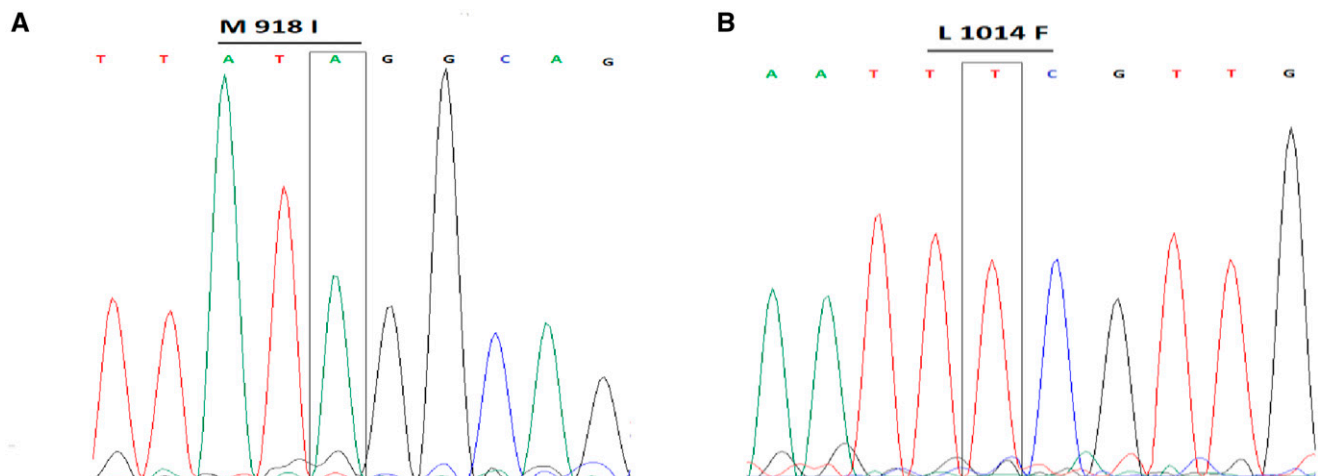 A
M 918 I
T T A T A G G C A G
B
L 1014 F
A A T T T C G T T G